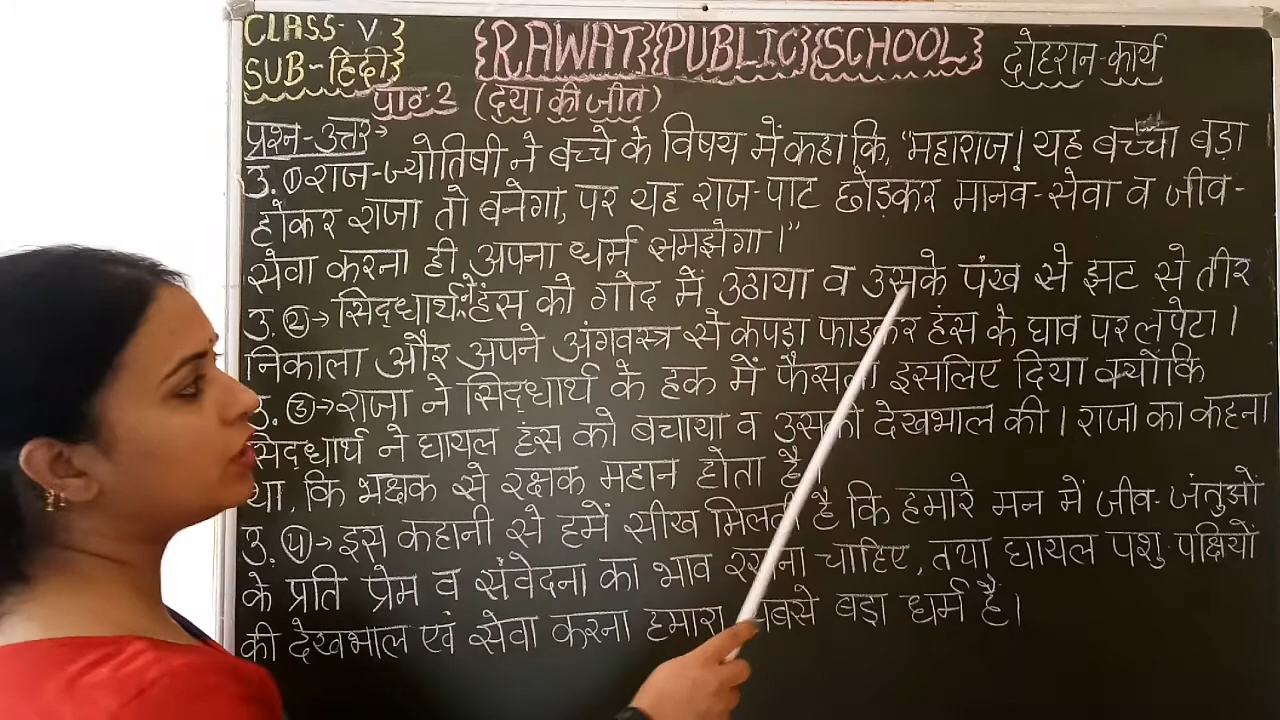 CLASS-V
SUB-हिंदी
{RAWAT}{PUBLIC}{SCHOOL}
दोहरान-कार्य
पाठ-2 (दया की जीत)
प्रश्न-उत्तर→
उ.① राज-ज्योतिषी ने बच्चे के विषय में कहा कि, "महाराज! यह बच्चा बड़ा
होकर राजा तो बनेगा, पर यह राज-पाट छोड़कर मानव-सेवा व जीव-
सेवा करना ही अपना धर्म समझेगा।"
उ.②→ सिद्धार्थ ने हंस को गोद में उठाया व उसके पंख से झट से तीर
निकाला और अपने अंगवस्त्र से कपड़ा फाड़कर हंस के घाव पर लपेटा।
उ.③→ राजा ने सिद्धार्थ के हक में फैसला इसलिए दिया क्योंकि
सिद्धार्थ ने घायल हंस को बचाया व उसकी देखभाल की। राजा का कहना
था, कि भक्षक से रक्षक महान होता है।
उ.④→ इस कहानी से हमें सीख मिलती है कि हमारे मन में जीव-जंतुओं
के प्रति प्रेम व संवेदना का भाव रखना चाहिए, तथा घायल पशु-पक्षियों
की देखभाल एवं सेवा करना हमारा सबसे बड़ा धर्म है।